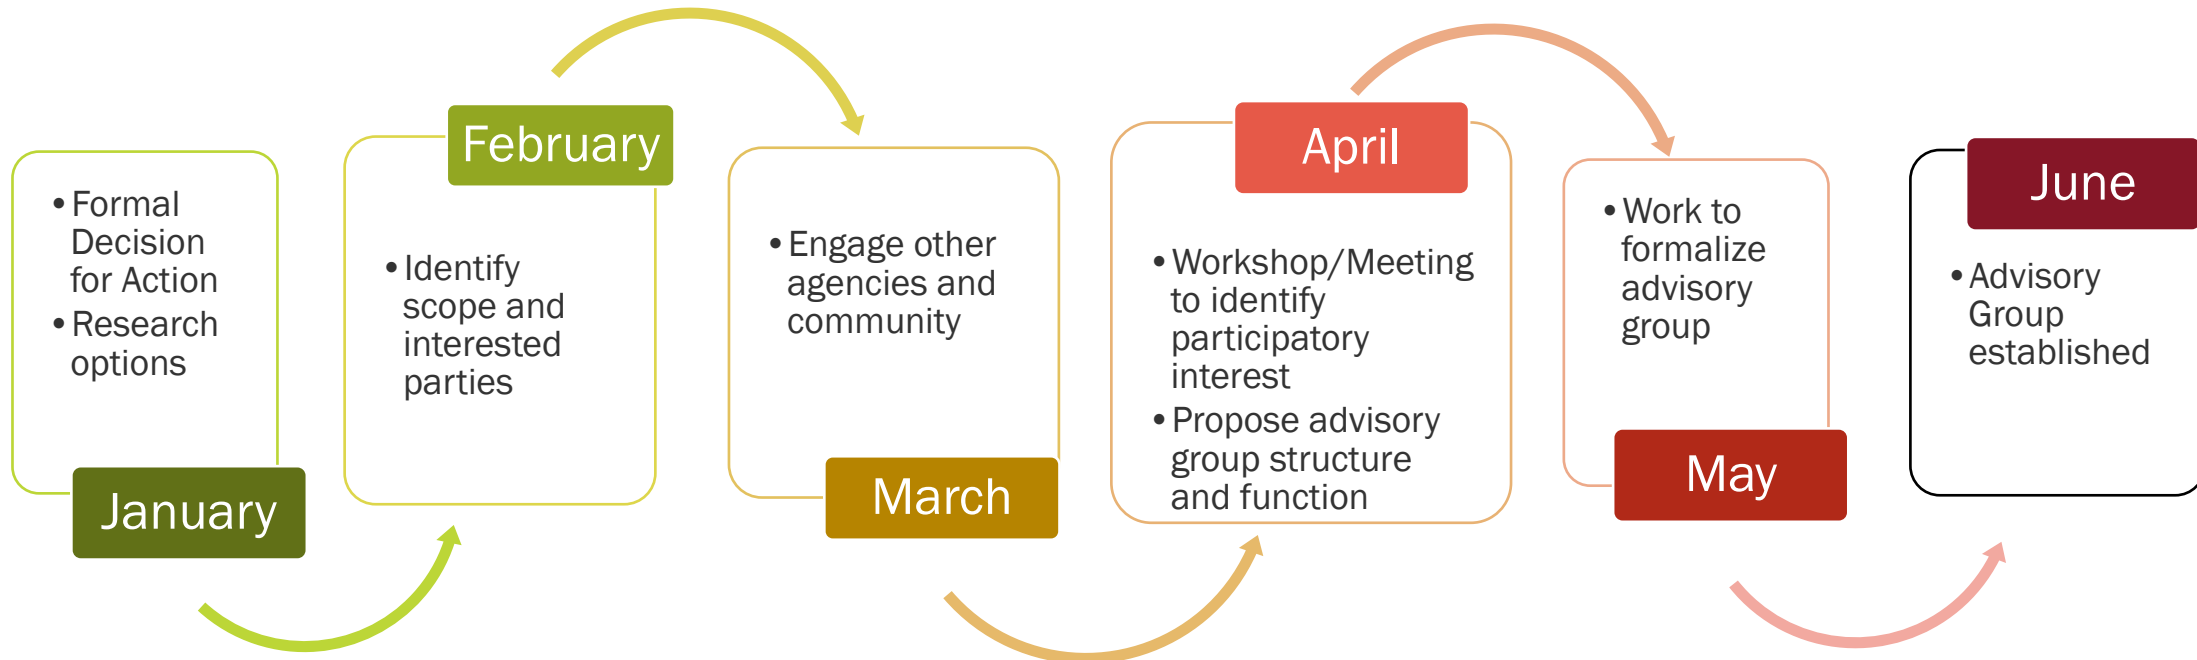 • Formal
Decision
for Action
• Research
options
January
February
• Identify
scope and
interested
parties
• Engage other
agencies and
community
March
April
• Workshop/Meeting
to identify
participatory
interest
• Propose advisory
group structure
and function
• Work to
formalize
advisory
group
May
June
• Advisory
Group
established